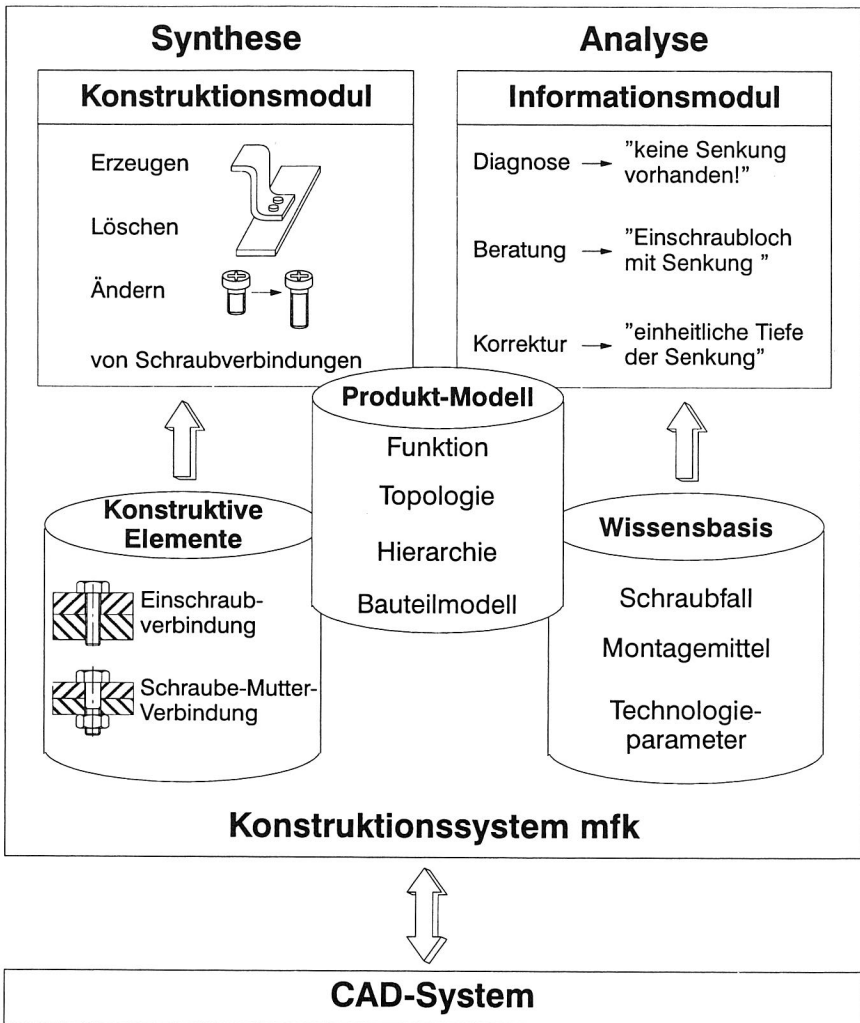 Synthese
Konstruktionsmodul
Erzeugen
Löschen
Ändern
von Schraubverbindungen
Analyse
Informationsmodul
Diagnose
"keine Senkung
vorhanden!"
Beratung
"Einschraubloch
mit Senkung "
Korrektur
"einheitliche Tiefe
der Senkung"
Produkt-Modell
Funktion
Topologie
Hierarchie
Bauteilmodell
Konstruktive
Elemente
Einschraub-
verbindung
Schraube-Mutter-
Verbindung
Wissensbasis
Schraubfall
Montagemittel
Technologie-
parameter
Konstruktionssystem mfk
CAD-System